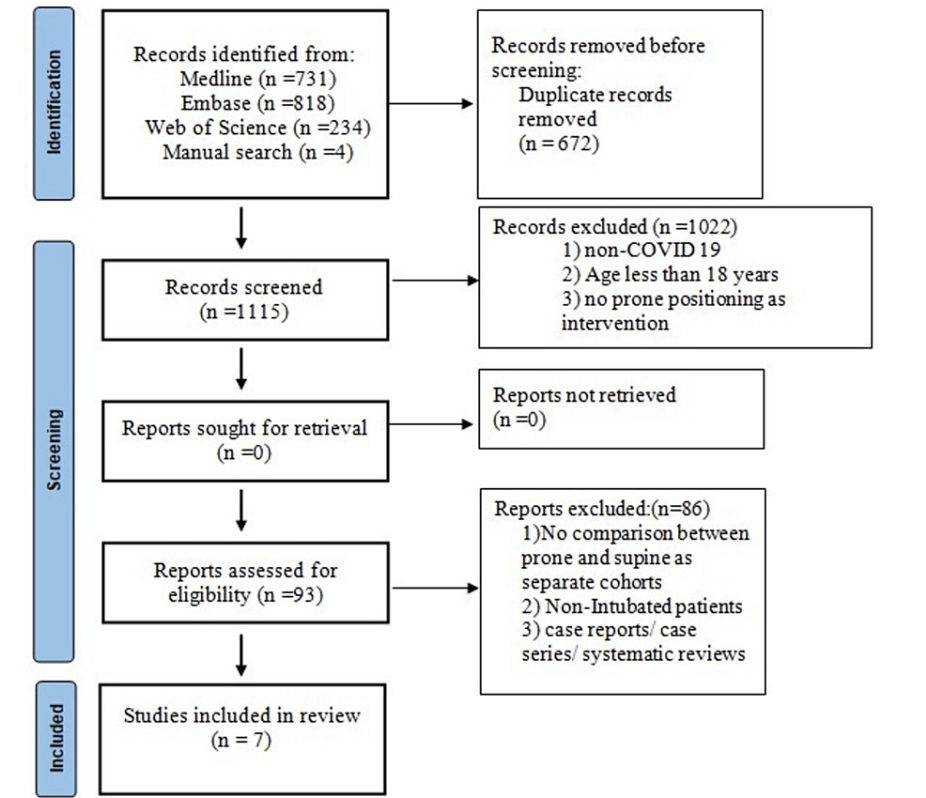 Identification
Records identified from:
Medline (n =731)
Embase (n =818)
Web of Science (n =234)
Manual search (n =4)
Records removed before
screening:
Duplicate records
removed
(n = 672)
Screening
Records screened
(n =1115)
Records excluded (n =1022)
1) non-COVID 19
2) Age less than 18 years
3) no prone positioning as
intervention
Reports sought for retrieval
(n =0)
Reports not retrieved
(n =0)
Reports assessed for
eligibility (n =93)
Reports excluded:(n=86)
1)No comparison between
prone and supine as
separate cohorts
2) Non-Intubated patients
3) case reports/ case
series/ systematic reviews
Included
Studies included in review
(n = 7)